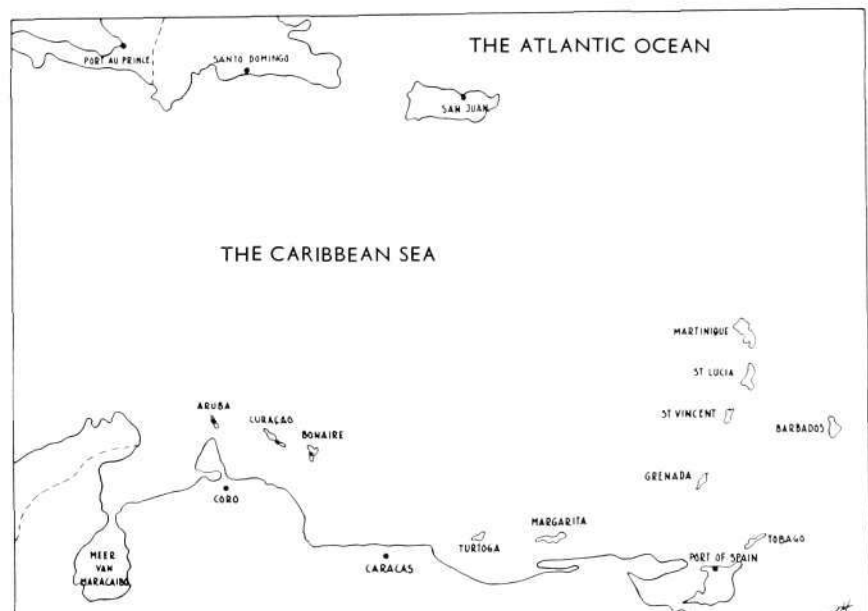 THE ATLANTIC OCEAN
PORT AU PRINCE
SANTO DOMINGO
SAN JUAN
THE CARIBBEAN SEA
MARTINIQUE
ST LUCIA
ARUBA
CURAÇAO
BONAIRE
ST VINCENT
BARBADOS
GRENADA
CORO
MARGARITA
TURTOGA
TOBAGO
PORT OF SPAIN
CARACAS
MEER
VAN
MARACAIBO